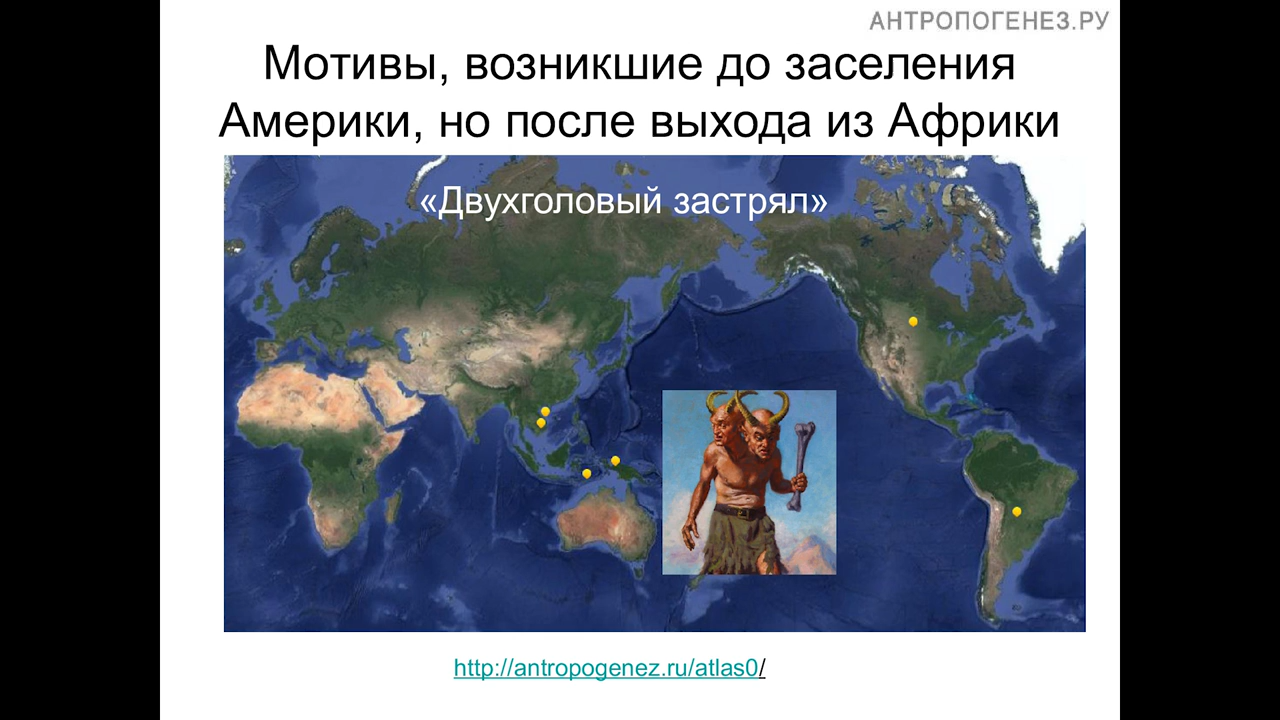 АНТРОПОГЕНЕЗ.РУ
Мотивы, возникшие до заселения
Америки, но после выхода из Африки
«Двухголовый застрял»
http://antropogenez.ru/atlas0/